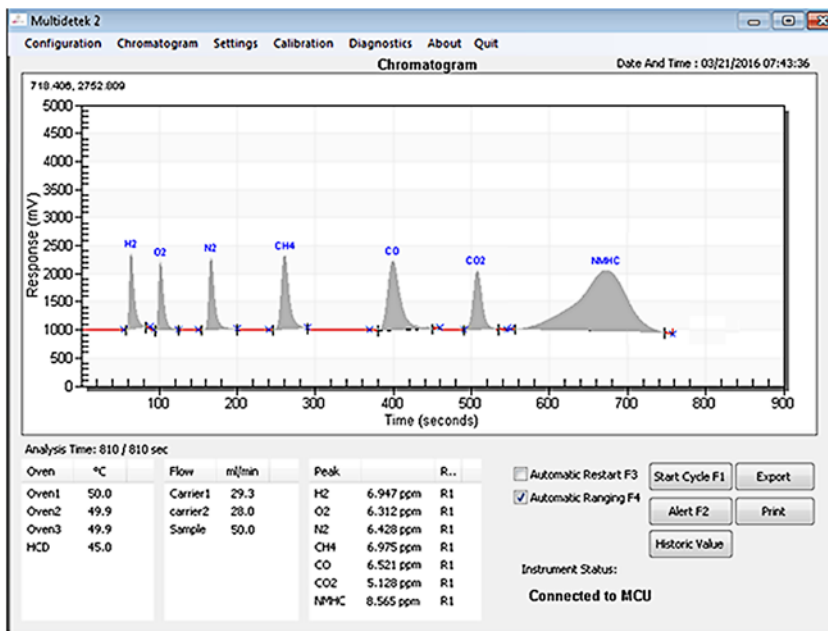 Multidetek 2
Configuration Chromatogram Settings Calibration Diagnostics About Quit
Chromatogram Date And Time : 03/21/2016 07:43:36
718.406, 2752.809
5000
4500
4000
3500
3000
2500
2000
1500
1000
500
0
Response (mV)
H2 O2 N2 CH4 CO CO2 NMHC
100 200 300 400 500 600 700 800 900
Time (seconds)
Analysis Time: 810 / 810 sec
Oven °C
Oven1 50.0
Oven2 49.9
Oven3 49.9
HCD 45.0
Flow ml/min
Carrier1 29.3
carrier2 28.0
Sample 50.0
Peak R..
H2 6.947 ppm R1
O2 6.312 ppm R1
N2 6.428 ppm R1
CH4 6.975 ppm R1
CO 6.521 ppm R1
CO2 5.128 ppm R1
NMHC 8.565 ppm R1
Automatic Restart F3
Automatic Ranging F4
Start Cycle F1 Export
Alert F2 Print
Historic Value
Instrument Status:
Connected to MCU